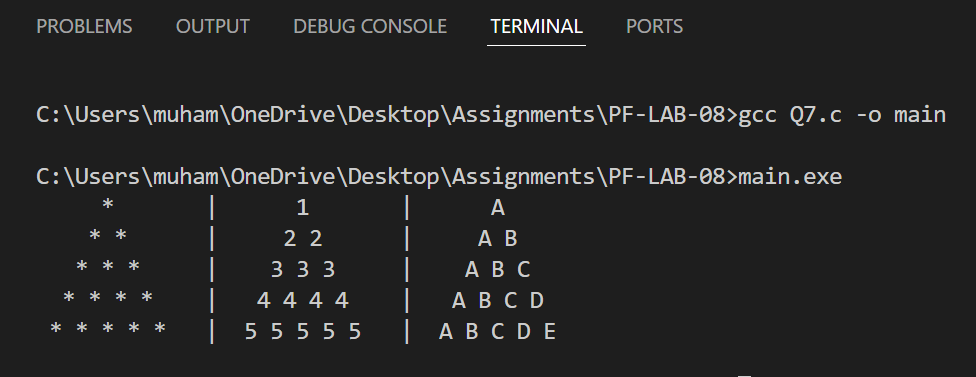 PROBLEMS OUTPUT DEBUG CONSOLE TERMINAL PORTS
C:\Users\muham\OneDrive\Desktop\Assignments\PF-LAB-08>gcc Q7.c -o main
C:\Users\muham\OneDrive\Desktop\Assignments\PF-LAB-08>main.exe
     *       |      1       |      A
    * *      |     2 2      |     A B
   * * *     |    3 3 3     |    A B C
  * * * *    |   4 4 4 4    |   A B C D
 * * * * *   |  5 5 5 5 5   |  A B C D E